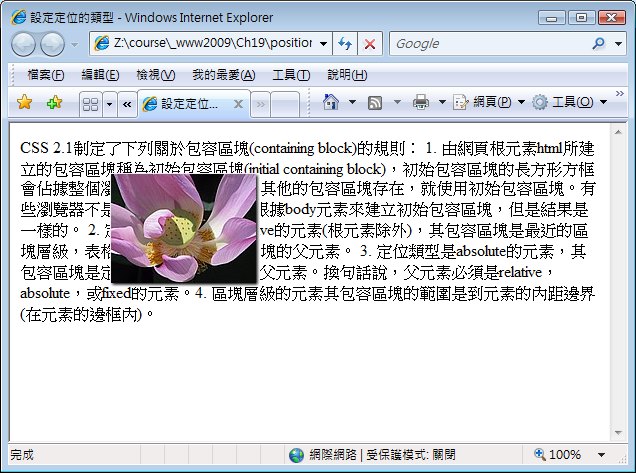 設定定位的類型 - Windows Internet Explorer
Z:\course\_www2009\Ch19\position
Google
檔案(F) 編輯(E) 檢視(V) 我的最愛(A) 工具(T) 說明(H)
設定定位... 網頁(P) 工具(O)
CSS 2.1制定了下列關於包容區塊(containing block)的規則： 1. 由網頁根元素html所建
立的包容區塊稱為初始包容區塊(initial containing block)，初始包容區塊的長方形方框
會佔據整個瀏 其他的包容區塊存在，就使用初始包容區塊。有
些瀏覽器不是 根據body元素來建立初始包容區塊，但是結果是
一樣的。 2. 定 ve的元素(根元素除外)，其包容區塊是最近的區
塊層級，表格 塊的父元素。 3. 定位類型是absolute的元素，其
包容區塊是定 父元素。換句話說，父元素必須是relative，
absolute，或fixed的元素。4. 區塊層級的元素其包容區塊的範圍是到元素的內距邊界
(在元素的邊框內)。
完成 網際網路 | 受保護模式: 關閉 100%